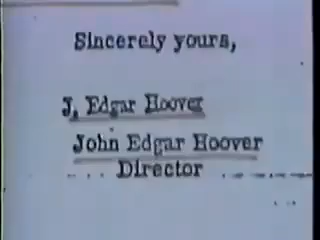 Sincerely yours,
J. Edgar Hoover
John Edgar Hoover
Director